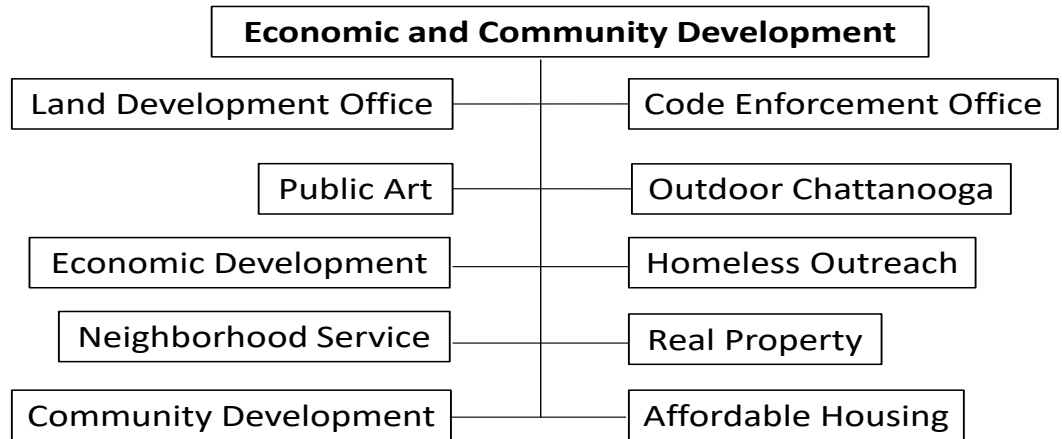 Economic and Community Development
Land Development Office
Code Enforcement Office
Public Art
Outdoor Chattanooga
Economic Development
Homeless Outreach
Neighborhood Service
Real Property
Community Development
Affordable Housing